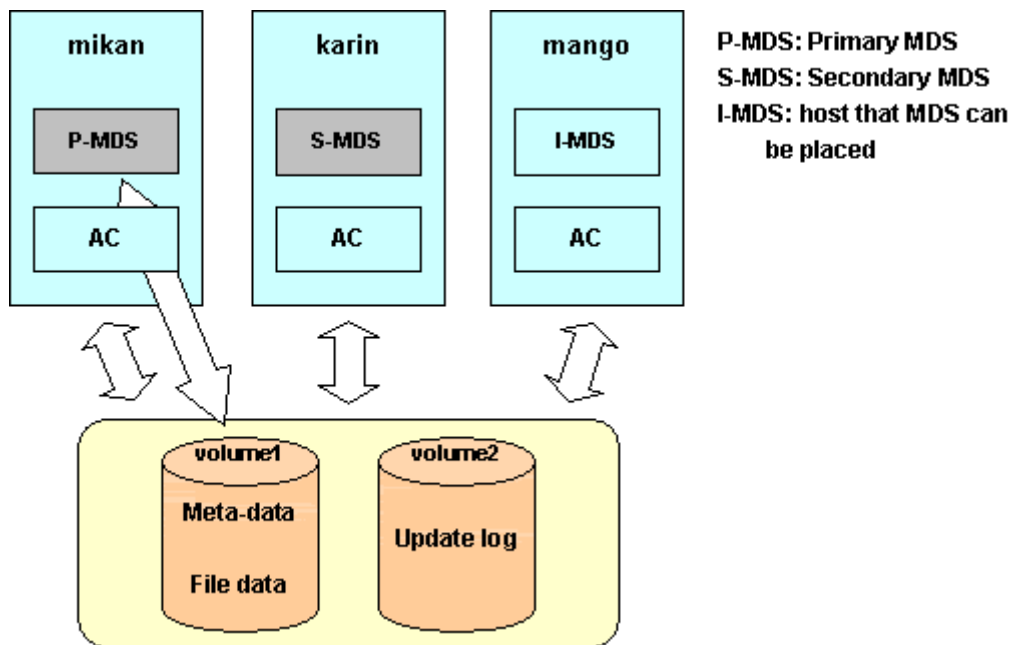 mikan
karin
mango
P-MDS: Primary MDS
S-MDS: Secondary MDS
I-MDS: host that MDS can
be placed
P-MDS
S-MDS
I-MDS
AC
AC
AC
volume1
volume2
Meta-data
File data
Update log